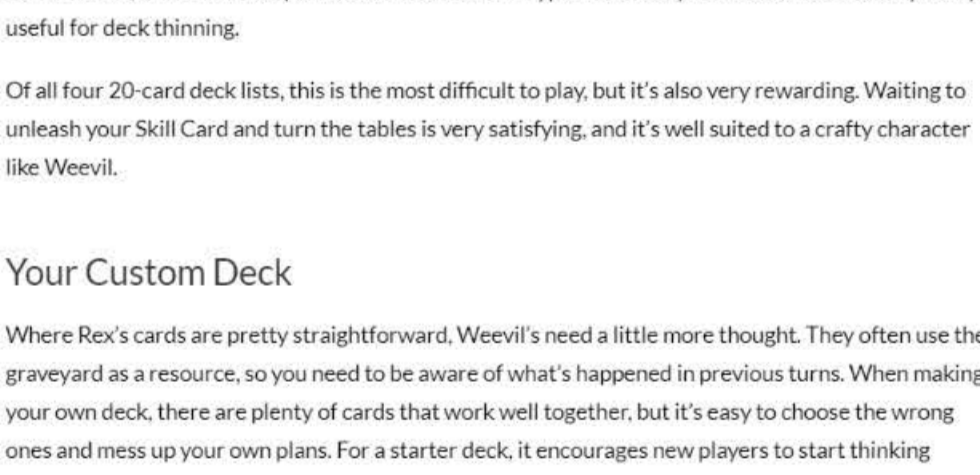 useful for deck thinning.
Of all four 20-card deck lists, this is the most difficult to play, but it's also very rewarding. Waiting to
unleash your Skill Card and turn the tables is very satisfying, and it's well suited to a crafty character
like Weevil.
Your Custom Deck
Where Rex's cards are pretty straightforward, Weevil's need a little more thought. They often use the
graveyard as a resource, so you need to be aware of what's happened in previous turns. When making
your own deck, there are plenty of cards that work well together, but it's easy to choose the wrong
ones and mess up your own plans. For a starter deck, it encourages new players to start thinking